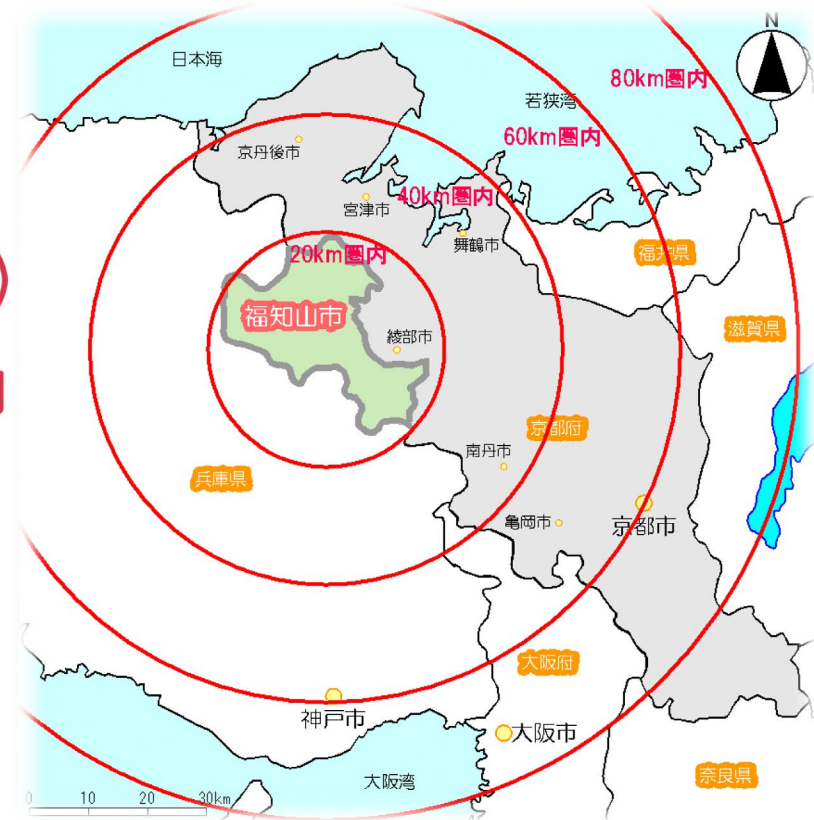 N
日本海
80km圏内
若狭湾
60km圏内
京丹後市
40km圏内
宮津市
舞鶴市
20km圏内
福井県
福知山市
滋賀県
綾部市
京都府
南丹市
兵庫県
亀岡市
京都市
大阪府
神戸市
大阪市
奈良県
大阪湾
0 10 20 30km